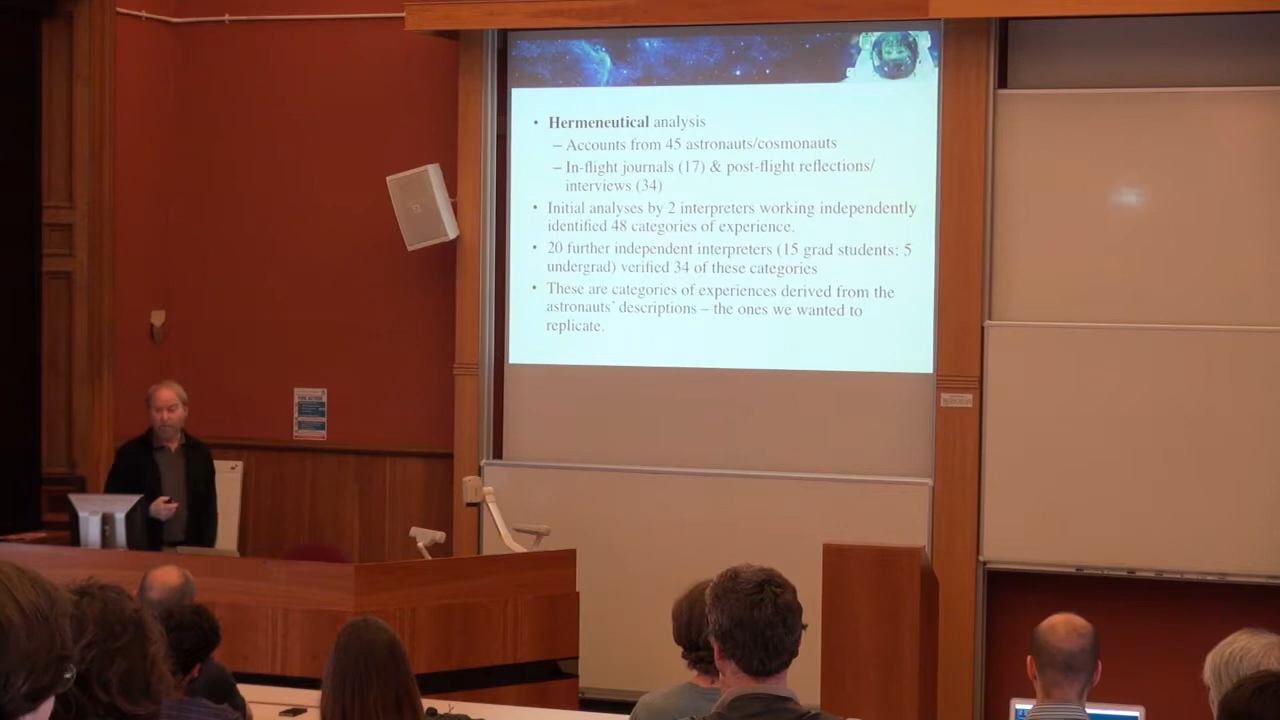 • Hermeneutical analysis
– Accounts from 45 astronauts/cosmonauts
– In-flight journals (17) & post-flight reflections/
interviews (34)
• Initial analyses by 2 interpreters working independently
identified 48 categories of experience.
• 20 further independent interpreters (15 grad students; 5
undergrad) verified 34 of these categories
• These are categories of experiences derived from the
astronauts' descriptions – the ones we wanted to
replicate.
FIRE ACTION